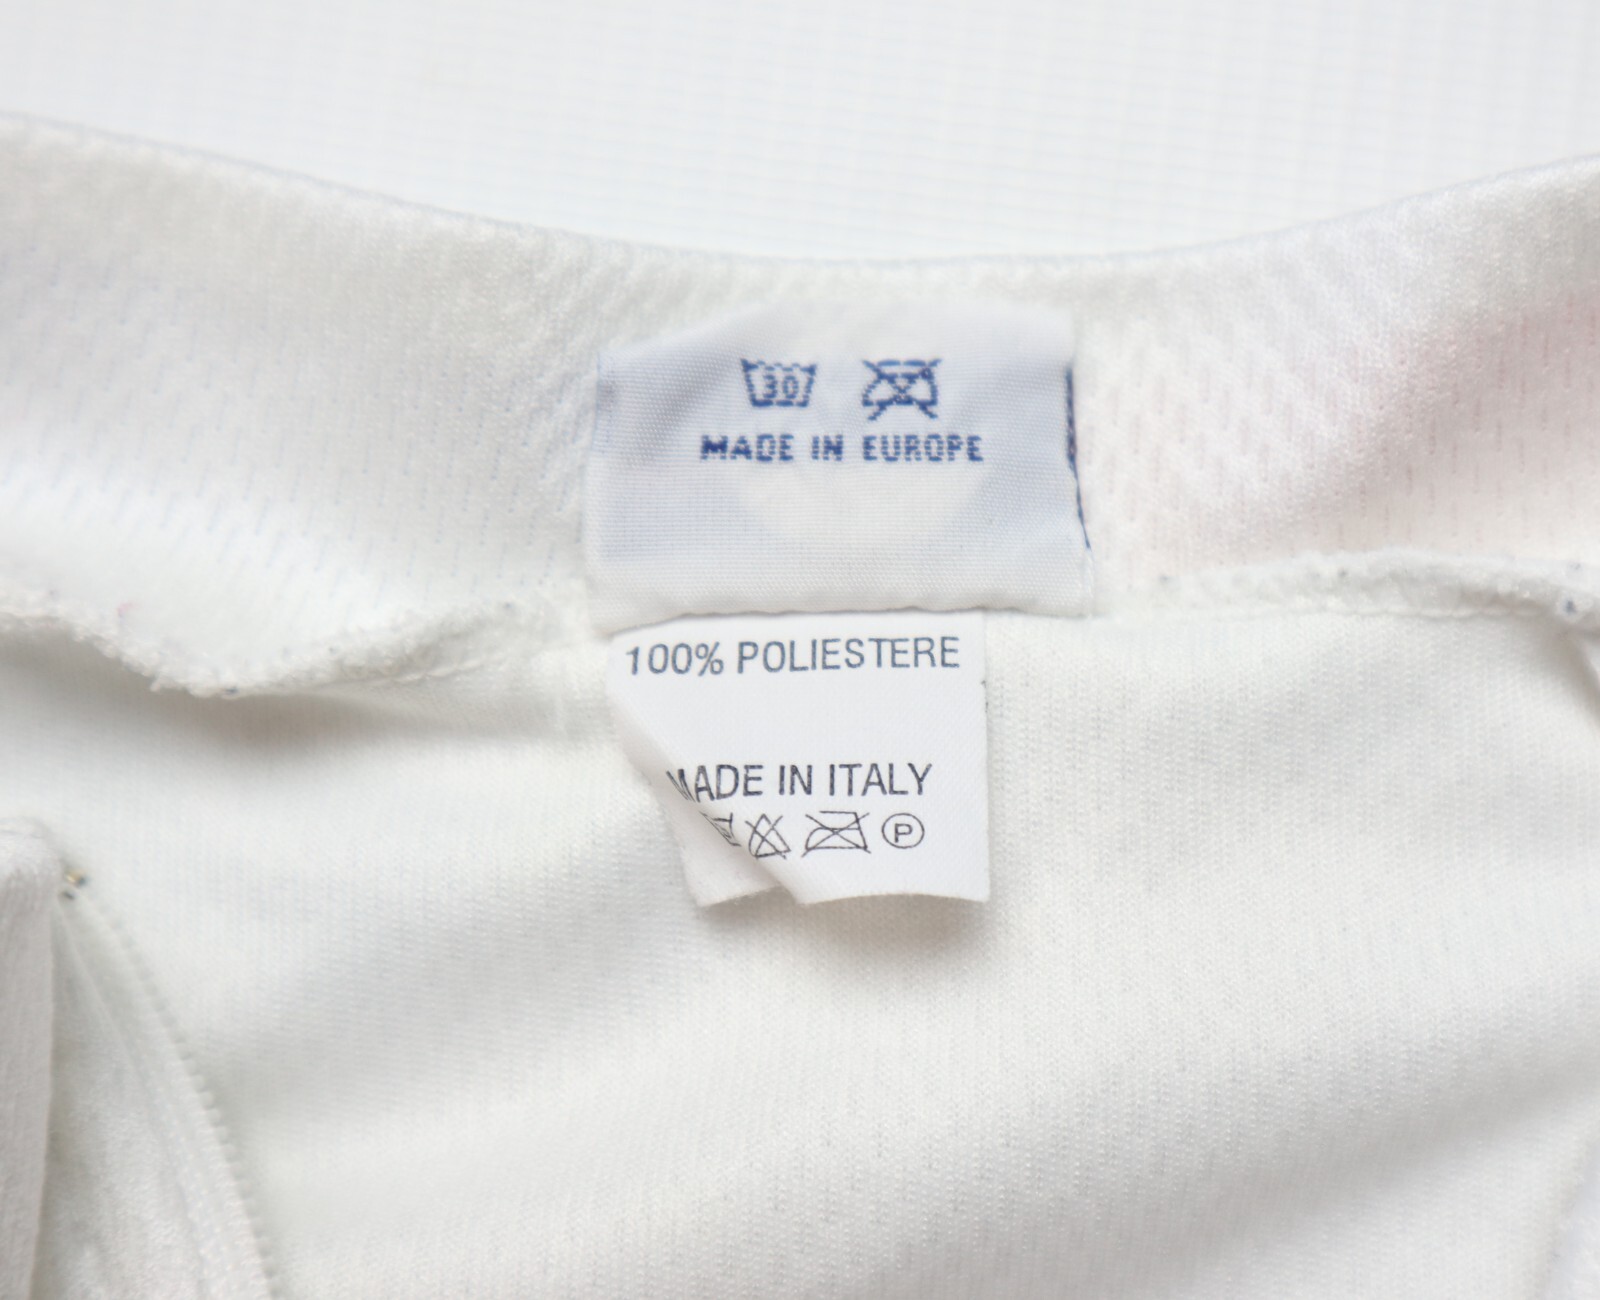 30
MADE IN EUROPE
100% POLIESTERE
MADE IN ITALY
P